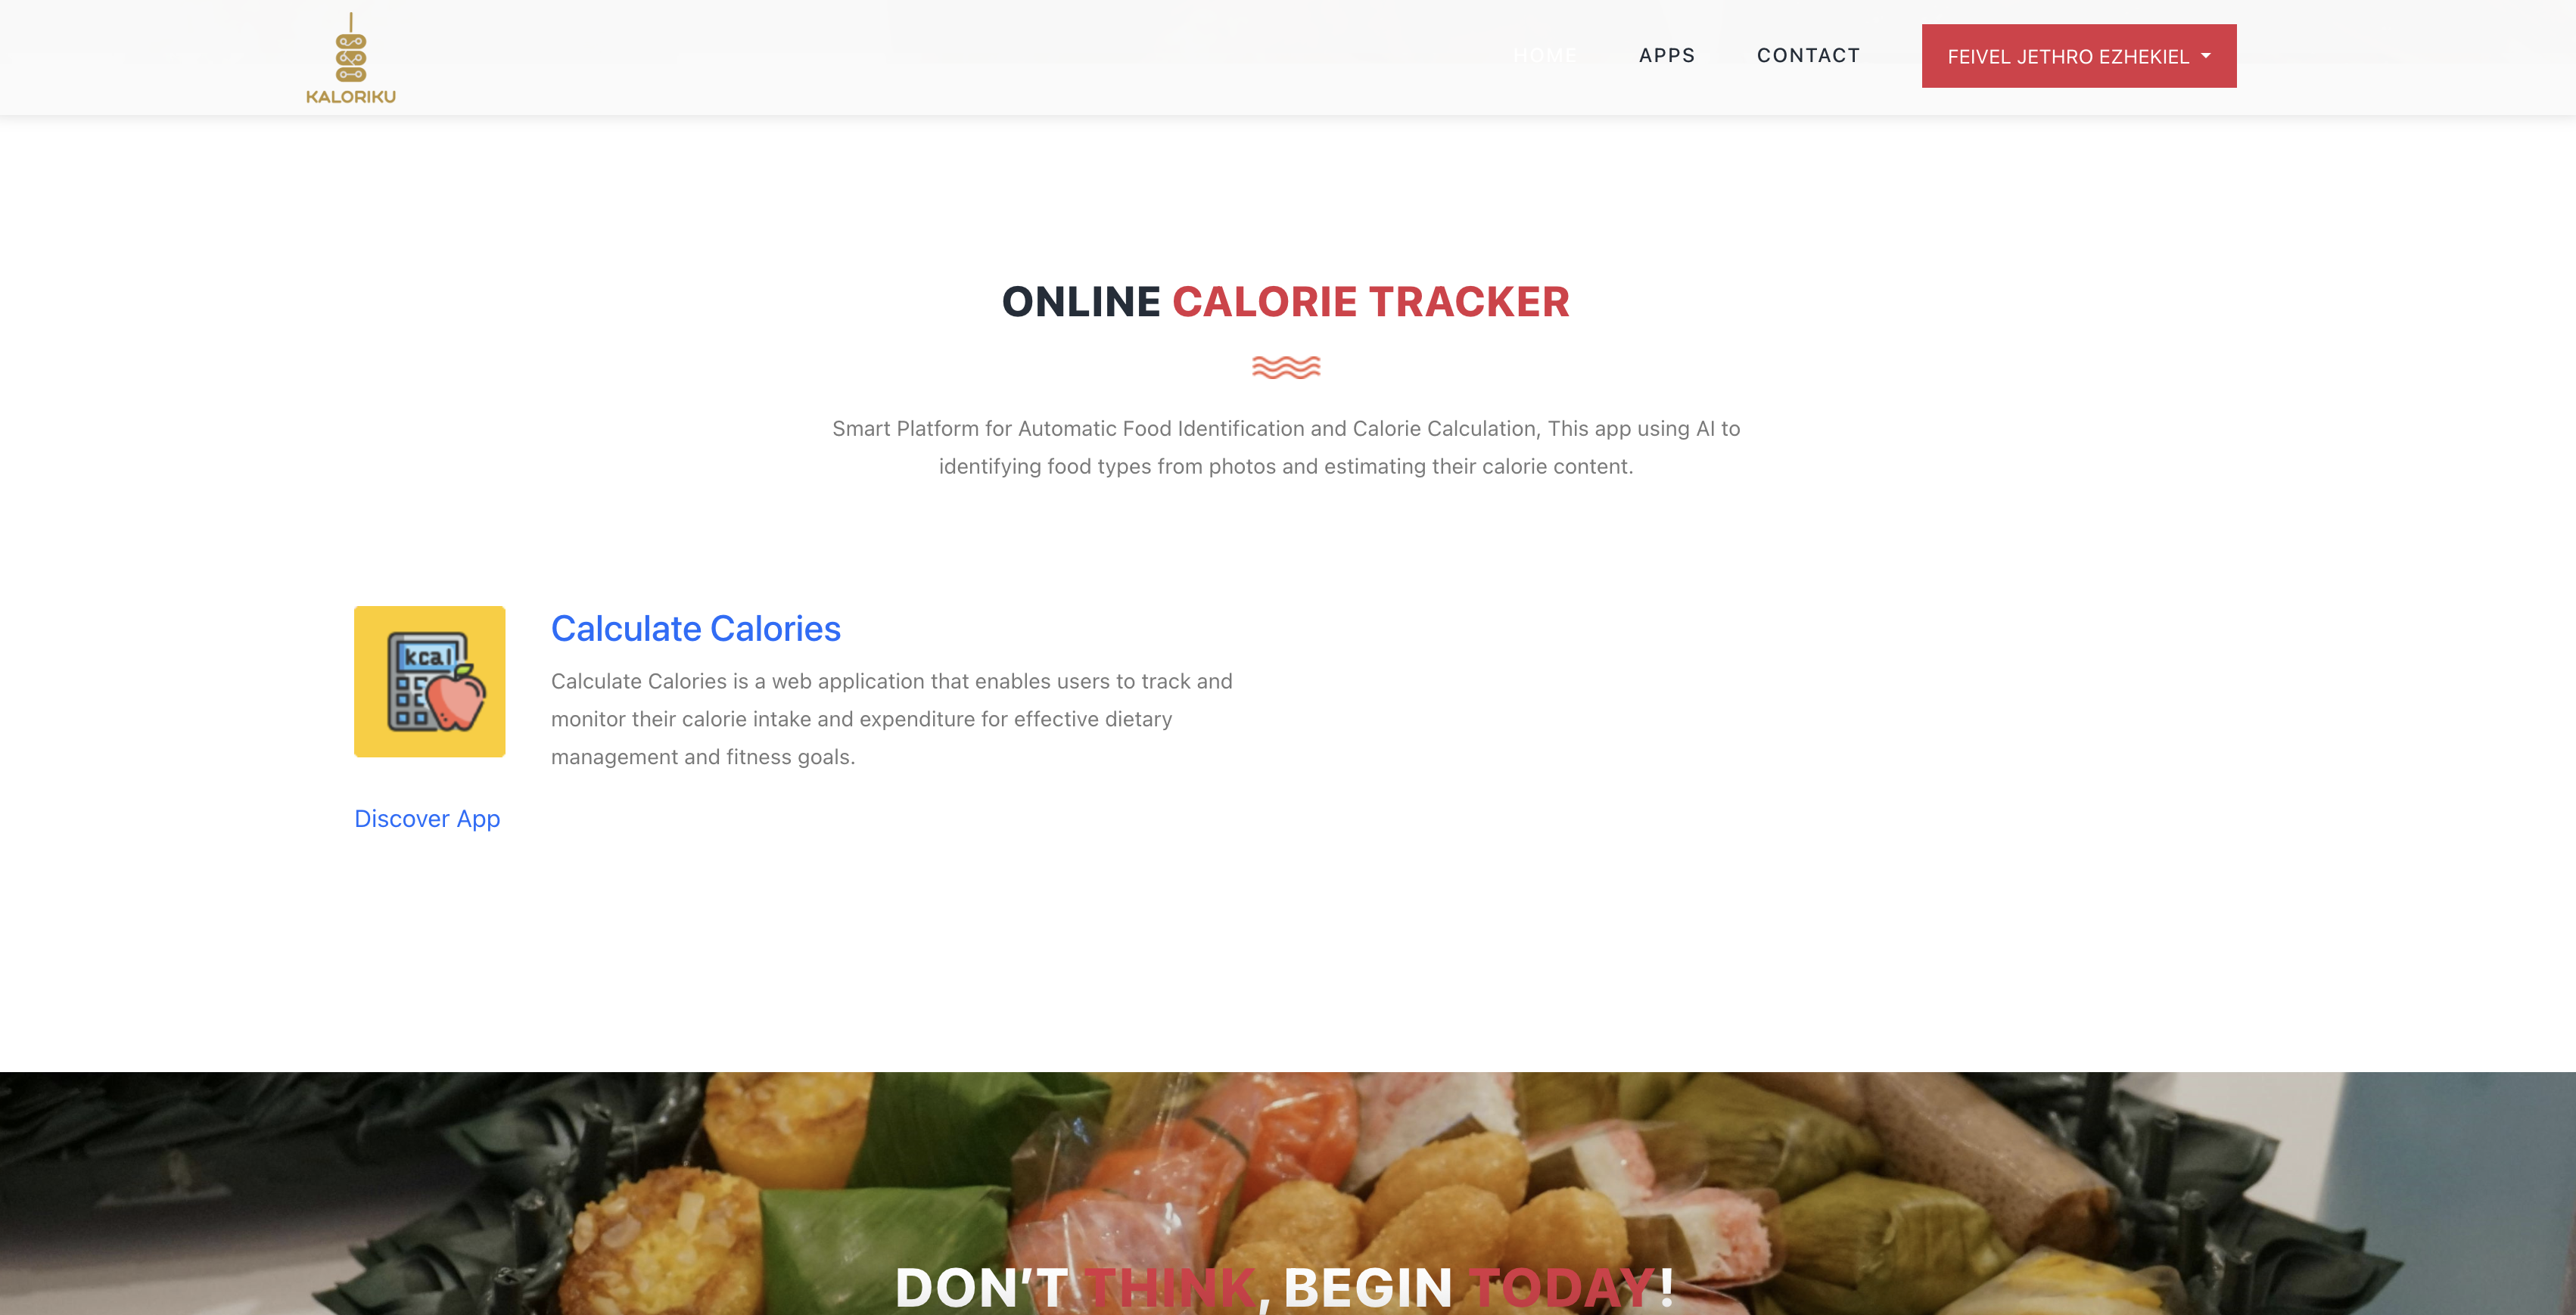 KALORIKU
HOME
APPS
CONTACT
FEIVEL JETHRO EZHEKIEL
ONLINE CALORIE TRACKER
Smart Platform for Automatic Food Identification and Calorie Calculation, This app using AI to
identifying food types from photos and estimating their calorie content.
kcal
Calculate Calories
Calculate Calories is a web application that enables users to track and
monitor their calorie intake and expenditure for effective dietary
management and fitness goals.
Discover App
DON’T THINK, BEGIN TODAY!